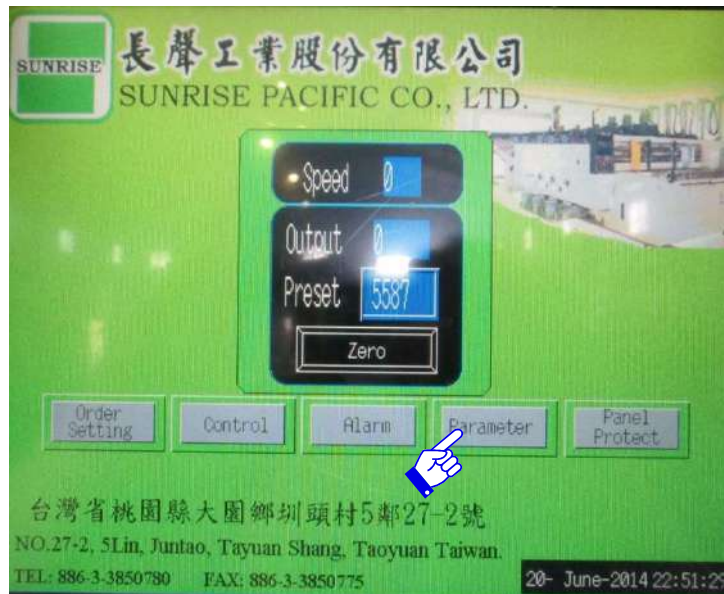 SUNRISE
長聲工業股份有限公司
SUNRISE PACIFIC CO., LTD.
Speed 0
Output 0
Preset 5587
Zero
Order Setting
Control
Alarm
Parameter
Panel Protect
台灣省桃園縣大園鄉圳頭村5鄰27-2號
NO.27-2, 5Lin, Juntao, Tayuan Shang, Taoyuan Taiwan.
TEL: 886-3-3850780 FAX: 886-3-3850775
20- June-2014 22:51:29